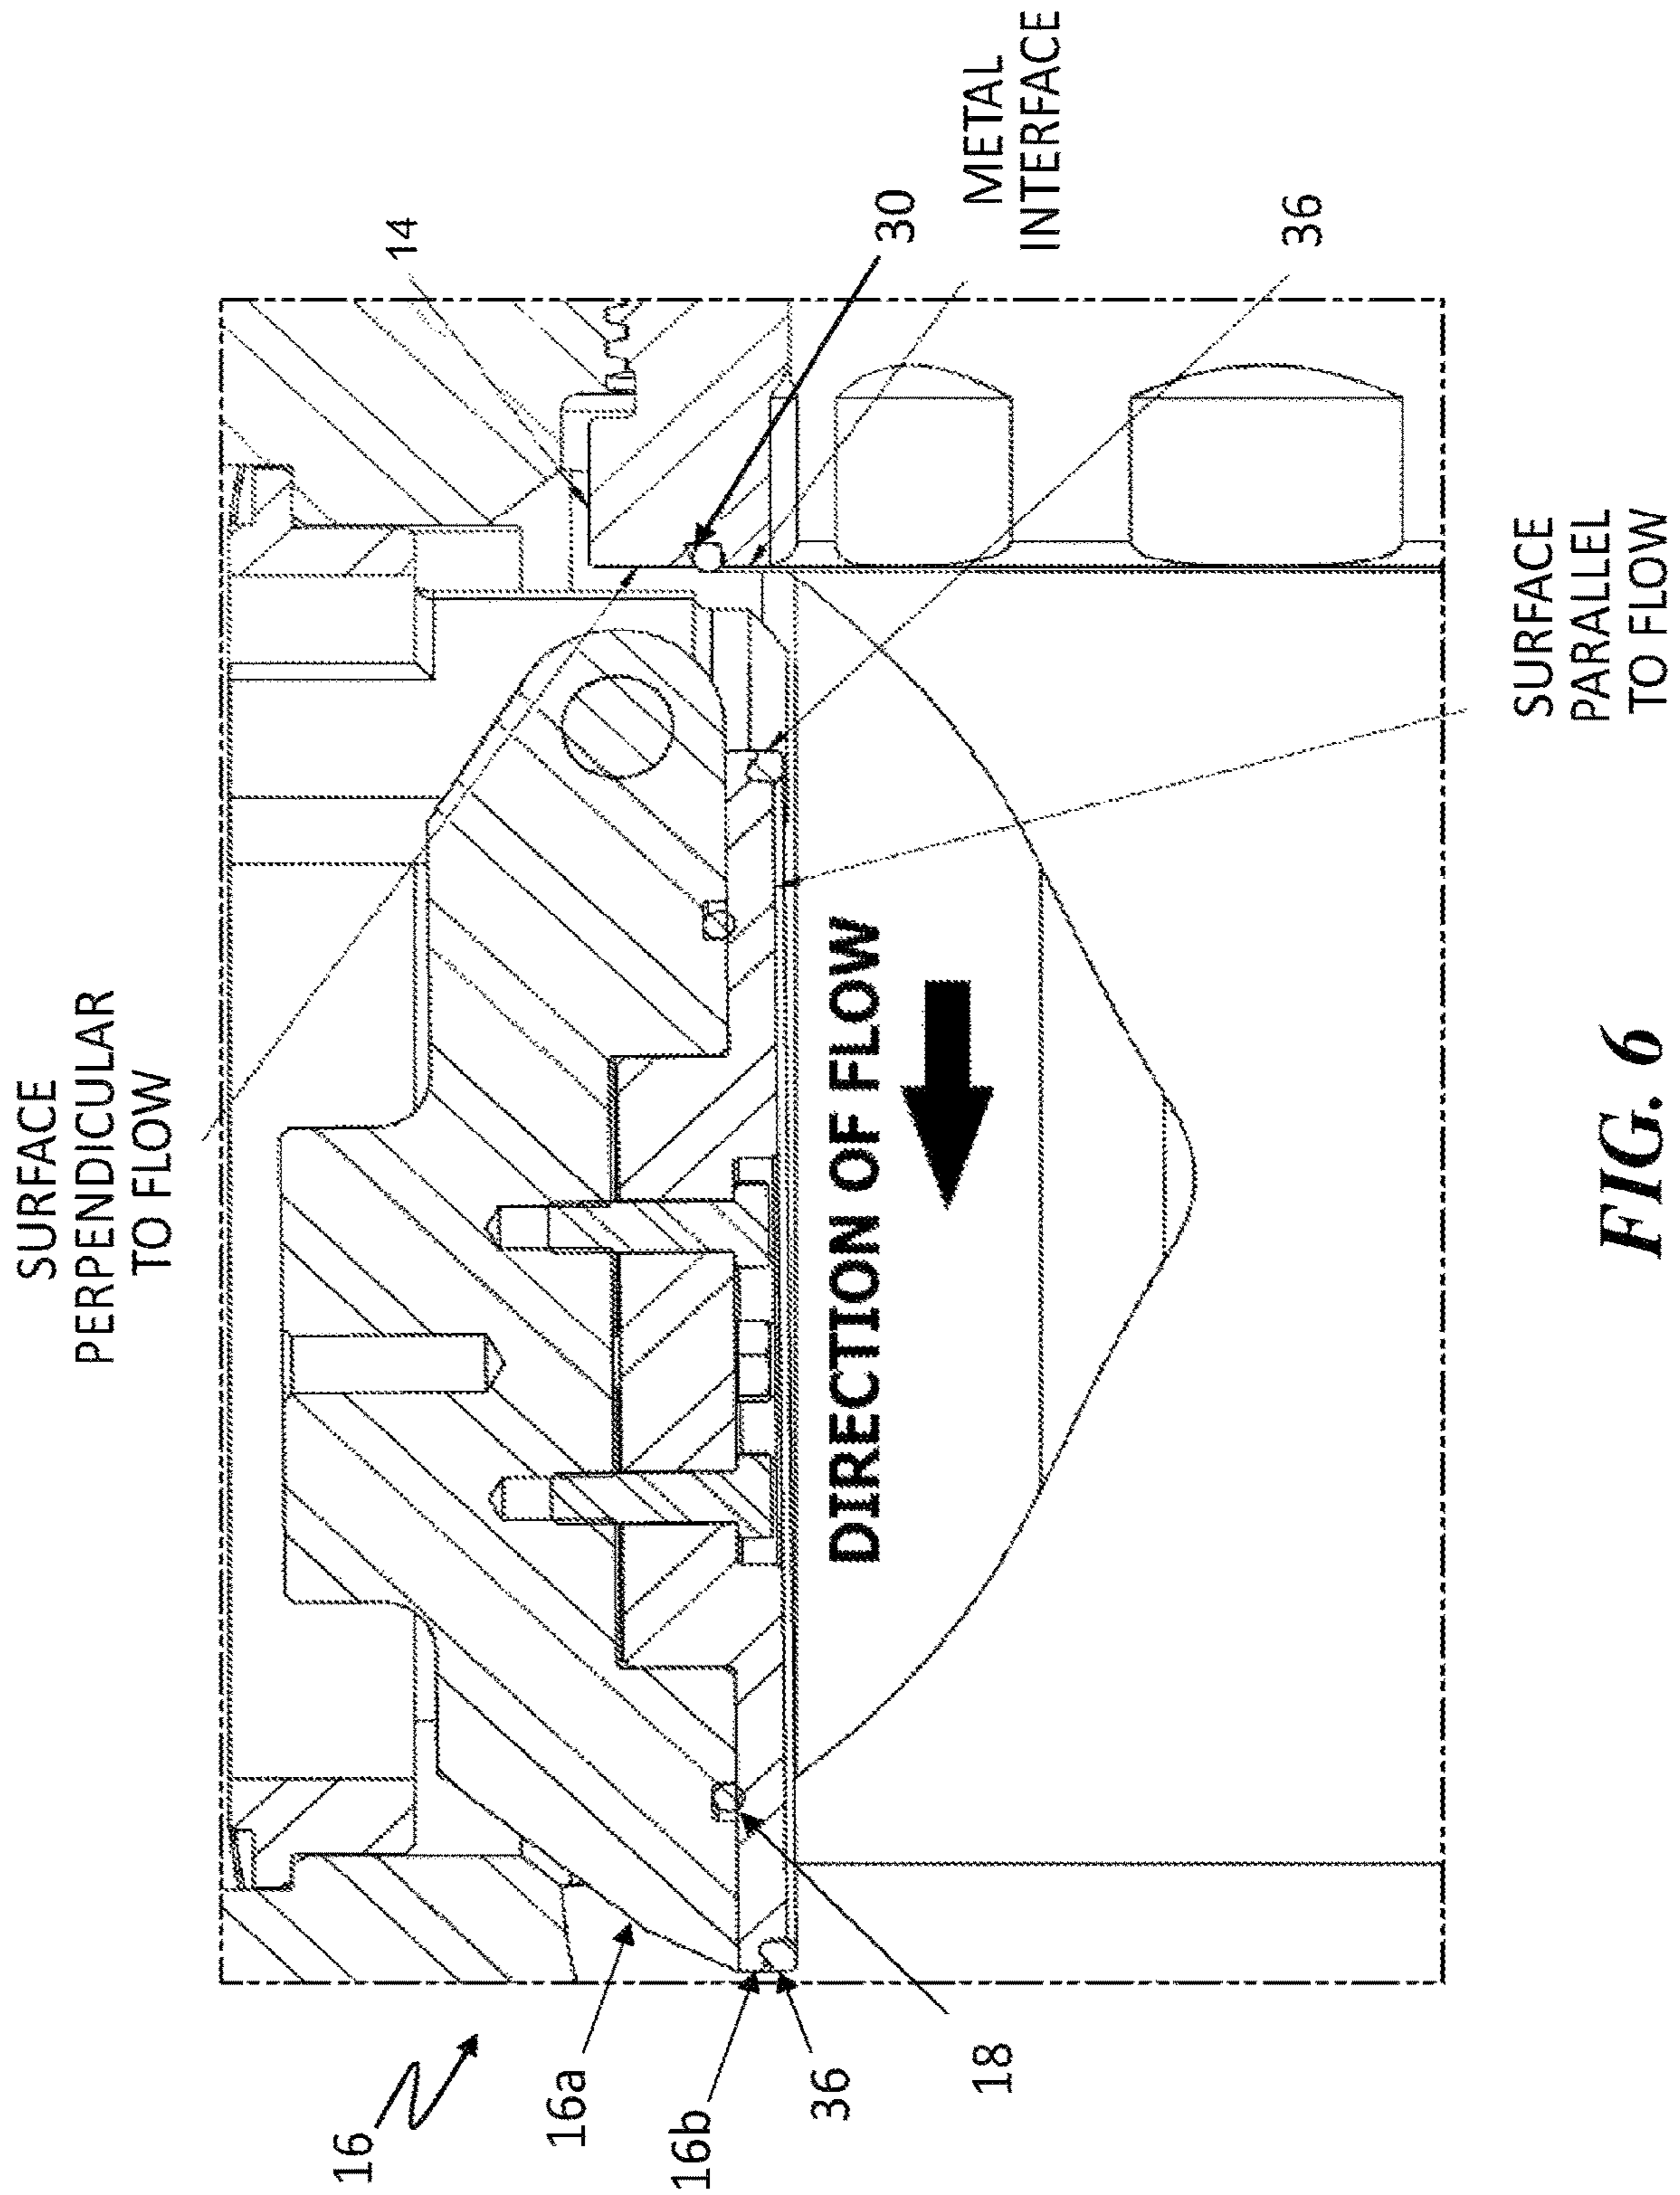 SURFACE
PERPENDICULAR
TO FLOW
14
30
METAL
INTERFACE
36
SURFACE
PARALLEL
TO FLOW
DIRECTION OF FLOW
16
16a
16b
36
18
FIG. 6